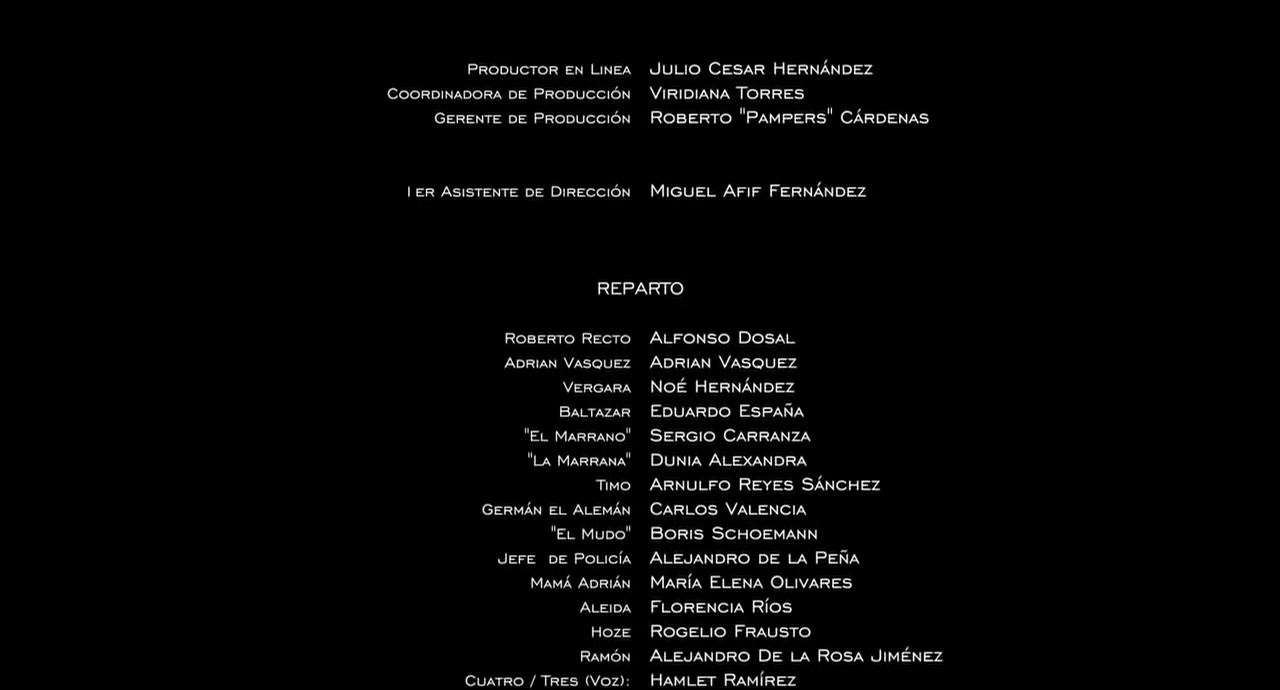 Productor en Linea Julio Cesar Hernández
Coordinadora de Producción Viridiana Torres
Gerente de Producción Roberto "Pampers" Cárdenas
1er Asistente de Dirección Miguel Afif Fernández
REPARTO
Roberto Recto Alfonso Dosal
Adrian Vasquez Adrian Vasquez
Vergara Noé Hernández
Baltazar Eduardo España
"El Marrano" Sergio Carranza
"La Marrana" Dunia Alexandra
Timo Arnulfo Reyes Sánchez
Germán el Alemán Carlos Valencia
"El Mudo" Boris Schoemann
Jefe de Policía Alejandro de la Peña
Mamá Adrián María Elena Olivares
Aleida Florencia Ríos
Hoze Rogelio Frausto
Ramón Alejandro De la Rosa Jiménez
Cuatro / Tres (Voz): Hamlet Ramírez